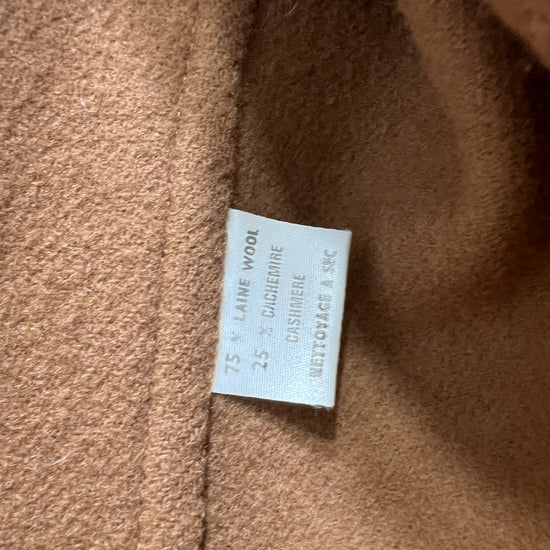 75 % LAINE WOOL
25 % CACHEMIRE
CASHMERE
NETTOYAGE A SEC